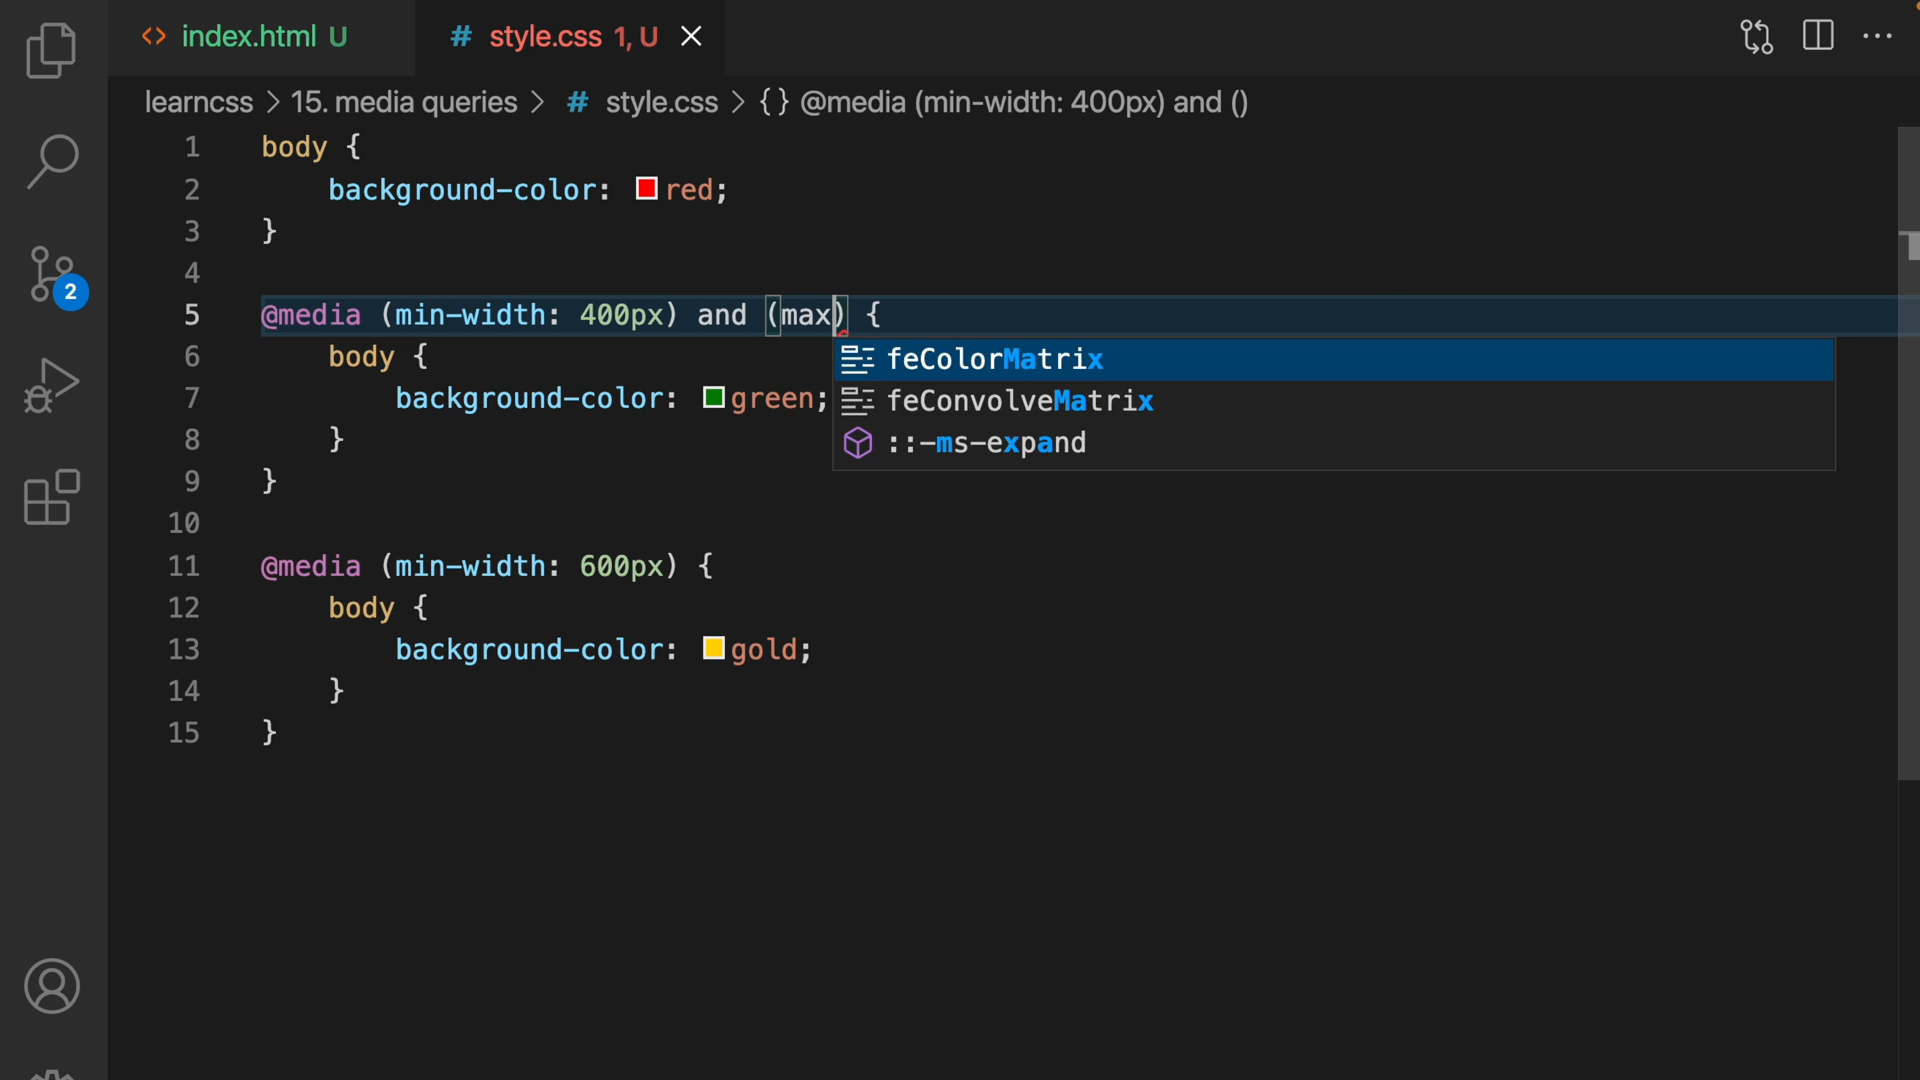 index.html U
style.css 1, U
learncss > 15. media queries > # style.css > {} @media (min-width: 400px) and ()
1 body {
2 background-color: red;
3 }
4
5 @media (min-width: 400px) and (max) {
6 body {
7 background-color: green;
8 }
9 }
10
11 @media (min-width: 600px) {
12 body {
13 background-color: gold;
14 }
15 }
feColorMatrix
feConvolveMatrix
::-ms-expand
2